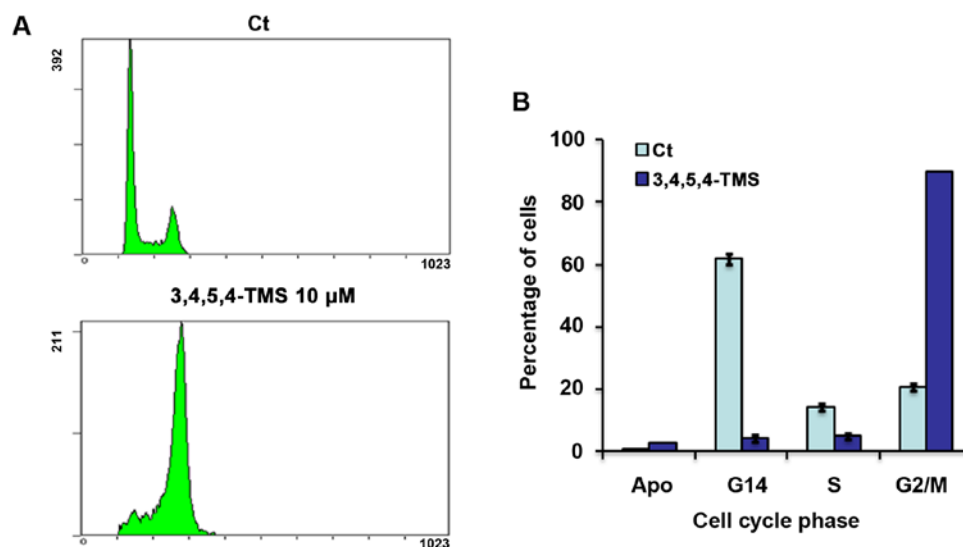 A
Ct
392
0
1023
3,4,5,4-TMS 10 µM
211
0
1023
B
Ct
3,4,5,4-TMS
Percentage of cells
100
80
60
40
20
0
Apo G14 S G2/M
Cell cycle phase